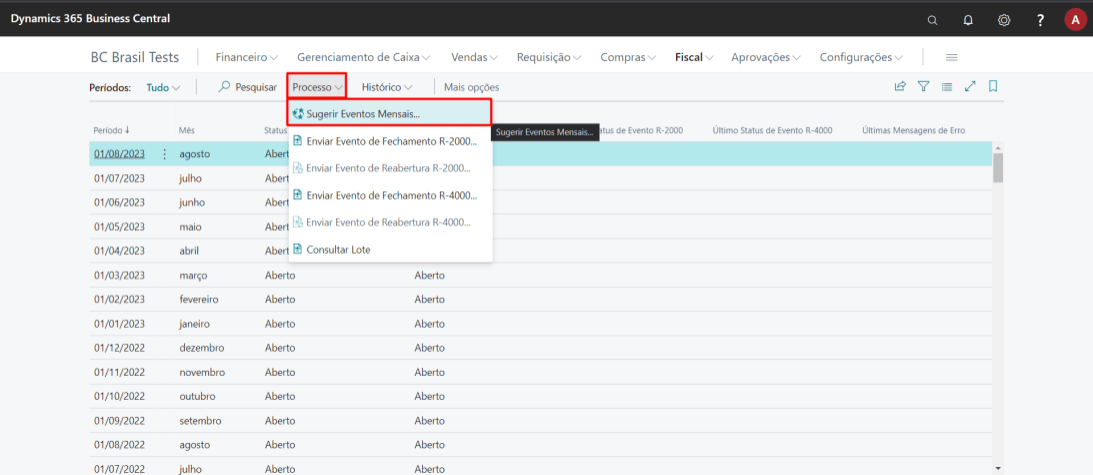 Dynamics 365 Business Central
?
A
BC Brasil Tests Financeiro Gerenciamento de Caixa Vendas Requisição Compras Fiscal Aprovações Configurações
Períodos: Tudo Pesquisar Processo Histórico Mais opções
Sugerir Eventos Mensais...
Sugerir Eventos Mensais...
Enviar Evento de Fechamento R-2000...
Enviar Evento de Reabertura R-2000...
Enviar Evento de Fechamento R-4000...
Enviar Evento de Reabertura R-4000...
Consultar Lote
Período Mês Status de Evento R-2000 Último Status de Evento R-4000 Últimas Mensagens de Erro
01/08/2023 agosto Abert
01/07/2023 julho Abert
01/06/2023 junho Abert
01/05/2023 maio Abert
01/04/2023 abril Abert
01/03/2023 março Aberto Aberto
01/02/2023 fevereiro Aberto Aberto
01/01/2023 janeiro Aberto Aberto
01/12/2022 dezembro Aberto Aberto
01/11/2022 novembro Aberto Aberto
01/10/2022 outubro Aberto Aberto
01/09/2022 setembro Aberto Aberto
01/08/2022 agosto Aberto Aberto
01/07/2022 julho Aberto Aberto